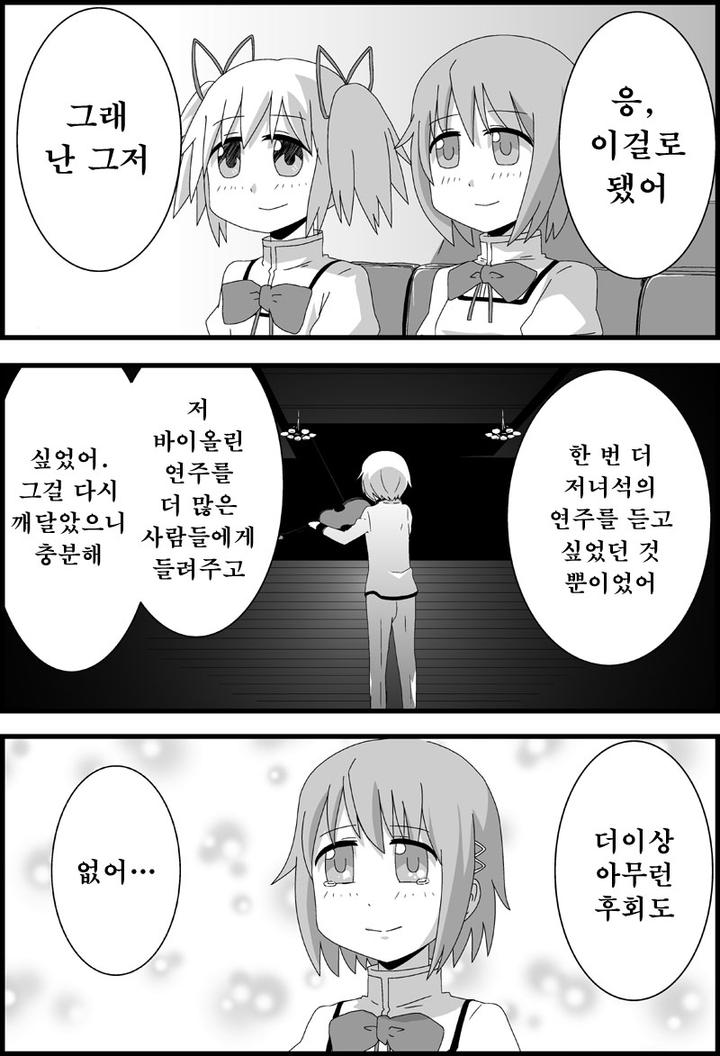 응,
이걸로
됐어
그래
난 그저
한 번 더
저녀석의
연주를 듣고
싶었던 것
뿐이었어
저
바이올린
연주를
더 많은
사람들에게
들려주고
싶었어.
그걸 다시
깨달았으니
충분해
더이상
아무런
후회도
없어…